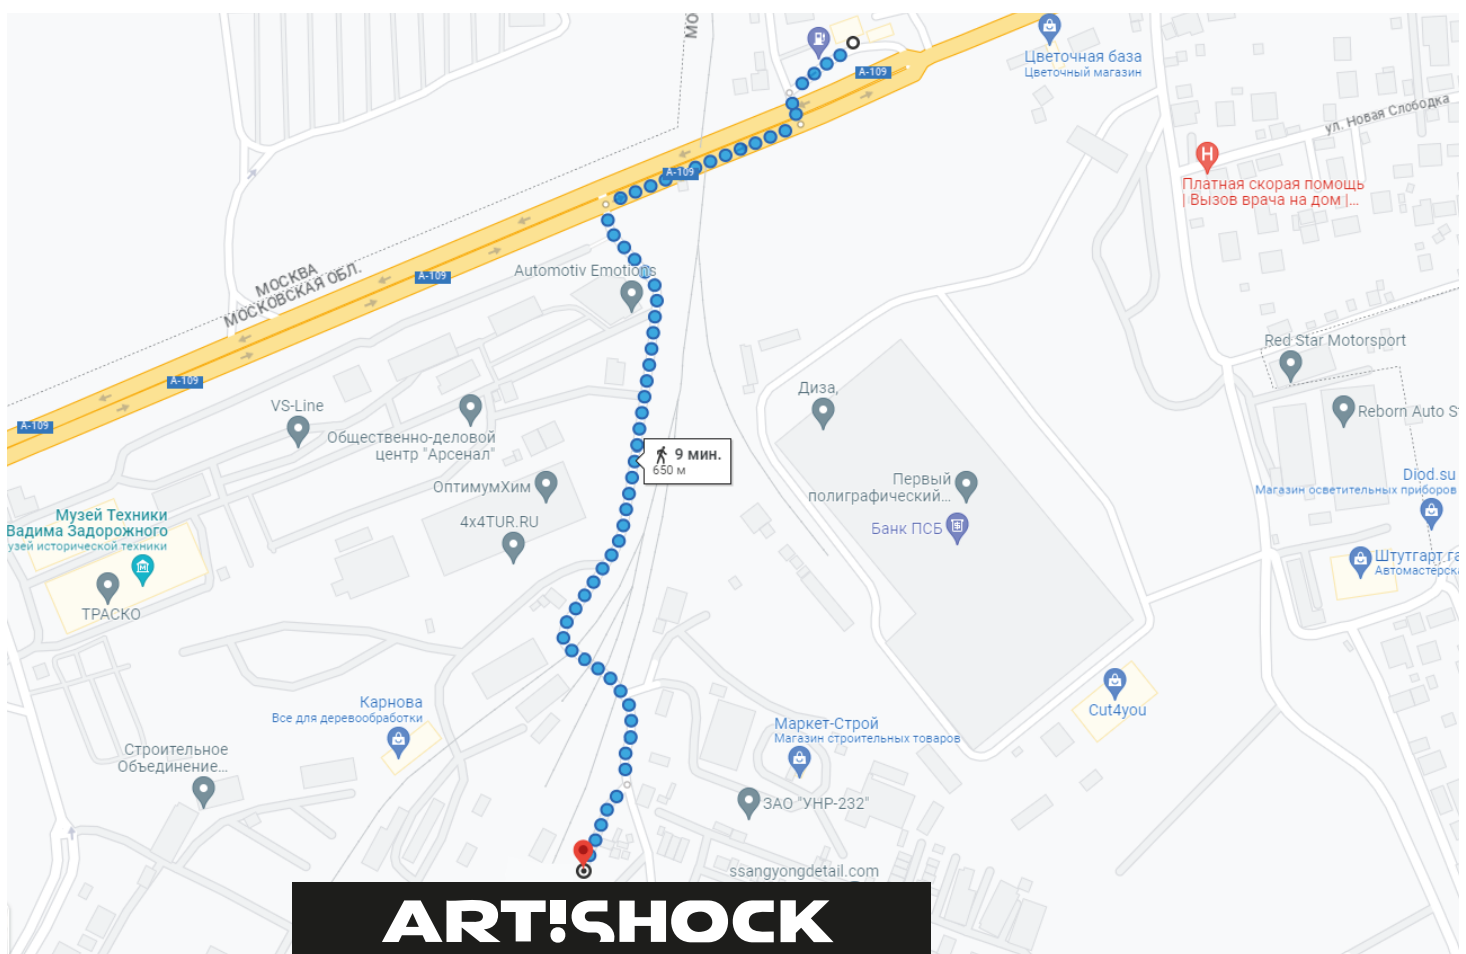 МО
Цветочная база
Цветочный магазин
A-109
ул. Новая Слободка
Платная скорая помощь
| Вызов врача на дом |...
A-109
МОСКВА
МОСКОВСКАЯ ОБЛ.
A-109
Automotiv Emotions
Red Star Motorsport
A-109
Диза,
VS-Line
Reborn Auto S
A-109
Общественно-деловой
центр "Арсенал"
9 мин.
650 м
ОптимумХим
Первый
полиграфический...
Diod.su
Магазин осветительных приборов
Музей Техники
Вадима Задорожного
узей исторической техники
4x4TUR.RU
Банк ПСБ
Штутгарт га
Автомастерска
ТРАСКО
Карнова
Все для деревообработки
Cut4you
Маркет-Строй
Магазин строительных товаров
Строительное
Объединение...
ЗАО "УНР-232"
ssangyongdetail.com
ART!SHOCK